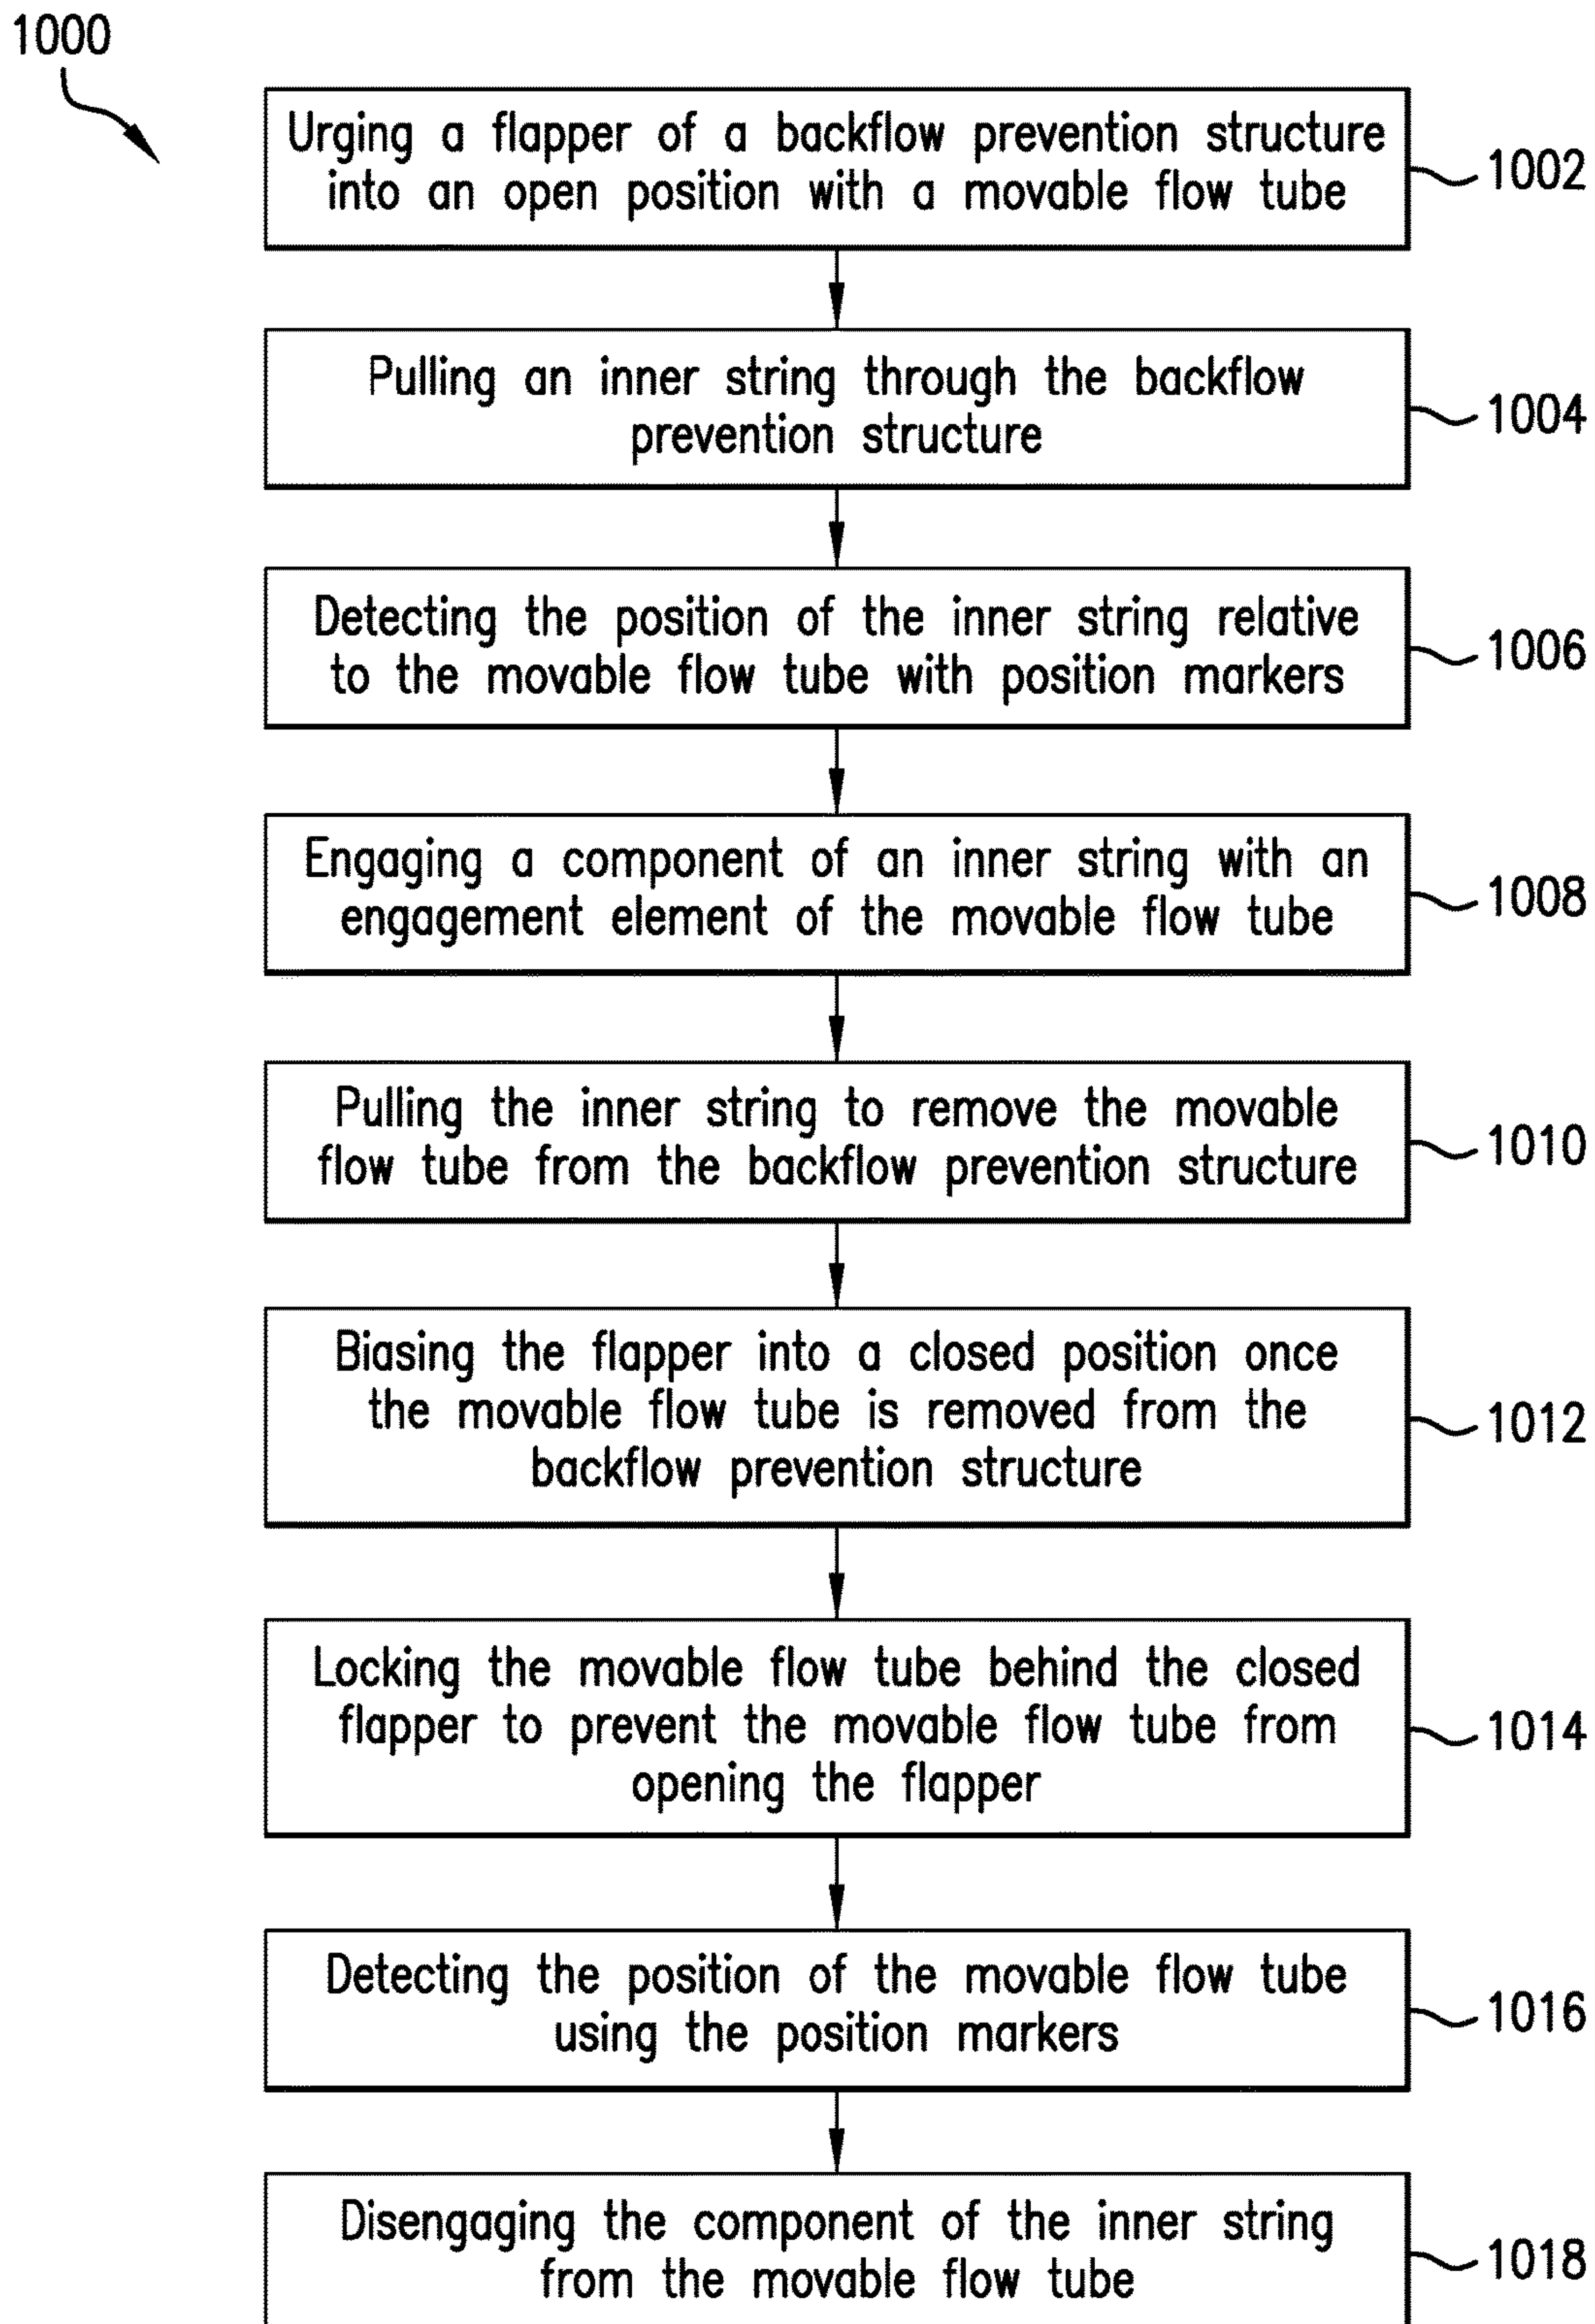 1000
Urging a flapper of a backflow prevention structure
into an open position with a movable flow tube
1002
Pulling an inner string through the backflow
prevention structure
1004
Detecting the position of the inner string relative
to the movable flow tube with position markers
1006
Engaging a component of an inner string with an
engagement element of the movable flow tube
1008
Pulling the inner string to remove the movable
flow tube from the backflow prevention structure
1010
Biasing the flapper into a closed position once
the movable flow tube is removed from the
backflow prevention structure
1012
Locking the movable flow tube behind the closed
flapper to prevent the movable flow tube from
opening the flapper
1014
Detecting the position of the movable flow tube
using the position markers
1016
Disengaging the component of the inner string
from the movable flow tube
1018